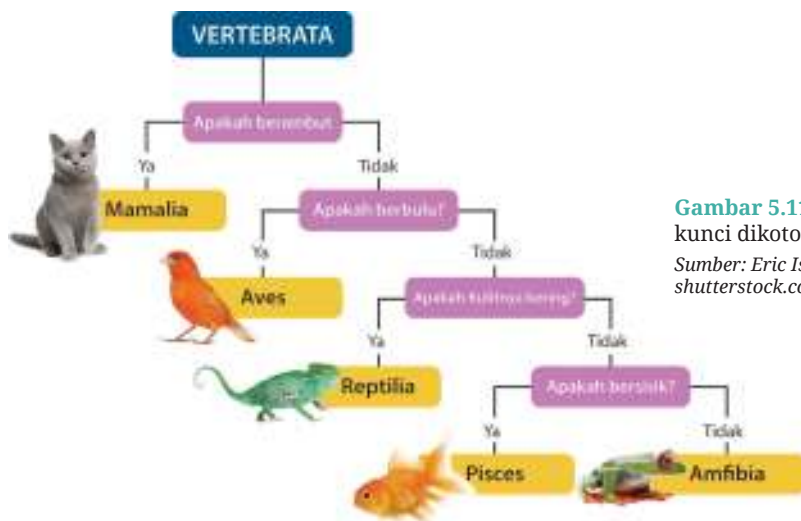 VERTEBRATA
Apakah berambut
Ya
Tidak
Mamalia
Apakah berbulu?
Ya
Tidak
Aves
Apakah kulitnya kering?
Ya
Tidak
Reptilia
Apakah bersisik?
Ya
Tidak
Pisces
Amfibia
Gambar 5.11
kunci dikoto
Sumber: Eric Is
shutterstock.co